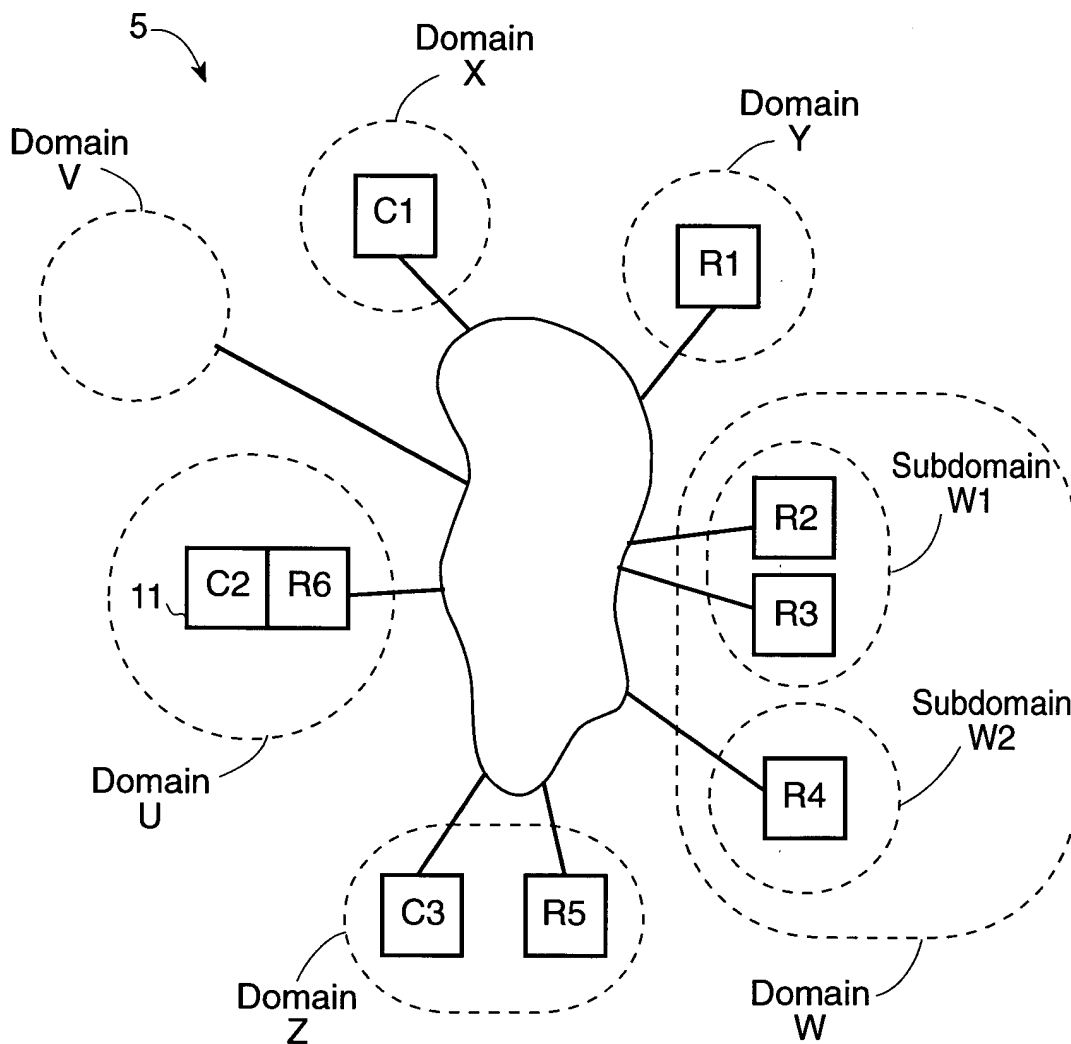 5
Domain
X
Domain
Y
Domain
V
C1
R1
Subdomain
W1
R2
R3
C2
R6
11
Subdomain
W2
R4
Domain
U
C3
R5
Domain
Z
Domain
W